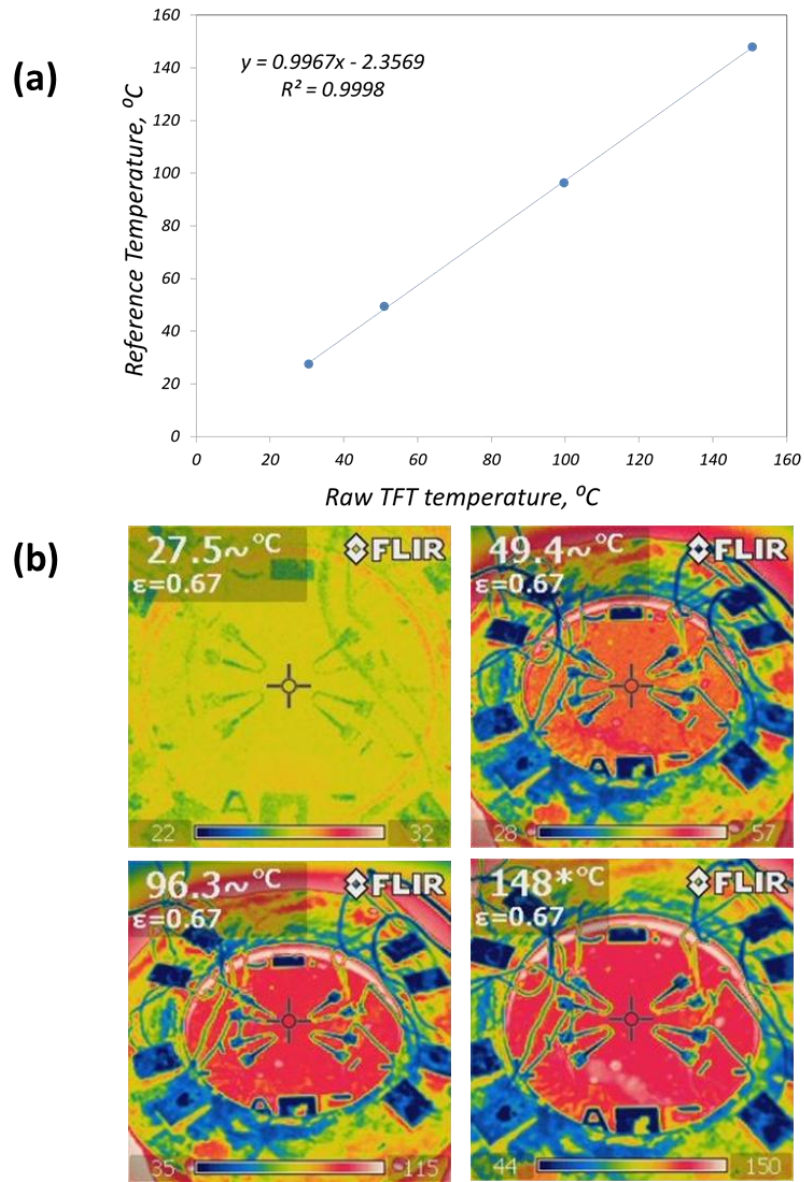 (a)
160
140
120
100
80
60
40
20
0
Reference Temperature, ⁰C
y = 0.9967x - 2.3569
R² = 0.9998
0 20 40 60 80 100 120 140 160
Raw TFT temperature, ⁰C
(b)
27.5~°C FLIR
ε=0.67
A
22 32
49.4~°C FLIR
ε=0.67
A
28 57
96.3~°C FLIR
ε=0.67
A
35 115
148*°C FLIR
ε=0.67
A
44 150